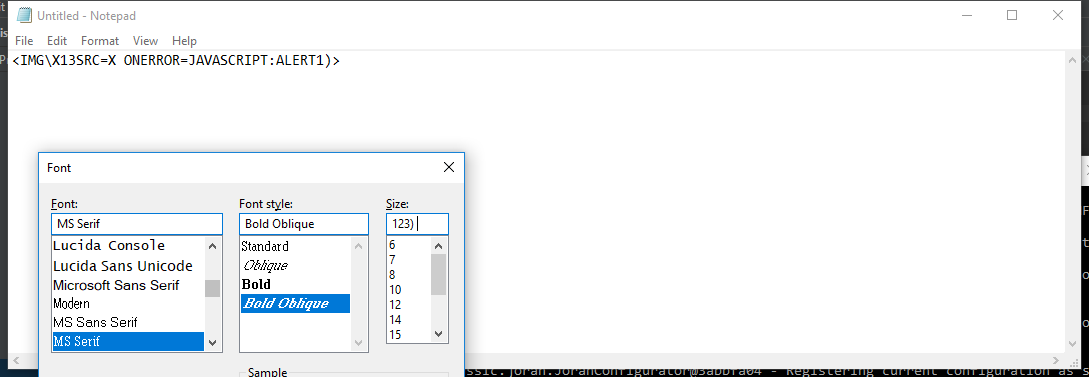 Untitled - Notepad
File Edit Format View Help
<IMG\X13SRC=X ONERROR=JAVASCRIPT:ALERT1)>
Font
Font: Font style: Size:
MS Serif Bold Oblique 123)
Lucida Console Standard 6
Lucida Sans Unicode Oblique 7
Microsoft Sans Serif Bold 8
Modern Bold Oblique 10
MS Sans Serif 12
MS Serif 14
15
Sample
ssic.joran.JoranConfigurator@3abbfa04 - Registering current configuration as s